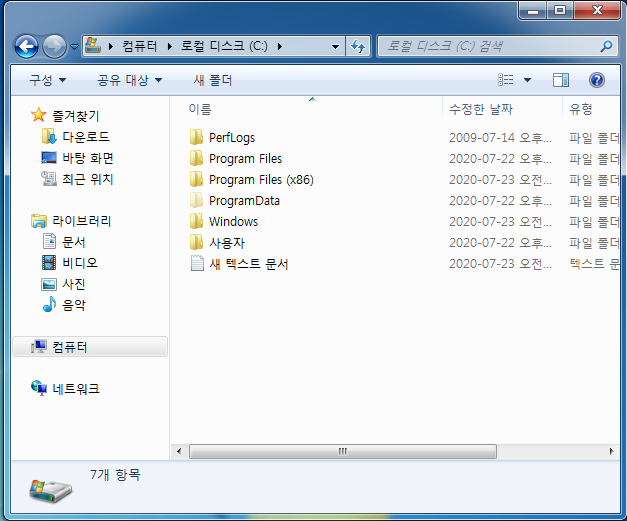 컴퓨터 로컬 디스크 (C:) 로컬 디스크 (C:) 검색
구성 공유 대상 새 폴더
즐겨찾기
다운로드
바탕 화면
최근 위치
라이브러리
문서
비디오
사진
음악
컴퓨터
네트워크
이름 수정한 날짜 유형
PerfLogs 2009-07-14 오후... 파일 폴더
Program Files 2020-07-22 오후... 파일 폴더
Program Files (x86) 2020-07-23 오전... 파일 폴더
ProgramData 2020-07-22 오후... 파일 폴더
Windows 2020-07-23 오전... 파일 폴더
사용자 2020-07-22 오후... 파일 폴더
새 텍스트 문서 2020-07-23 오전... 텍스트 문
7개 항목